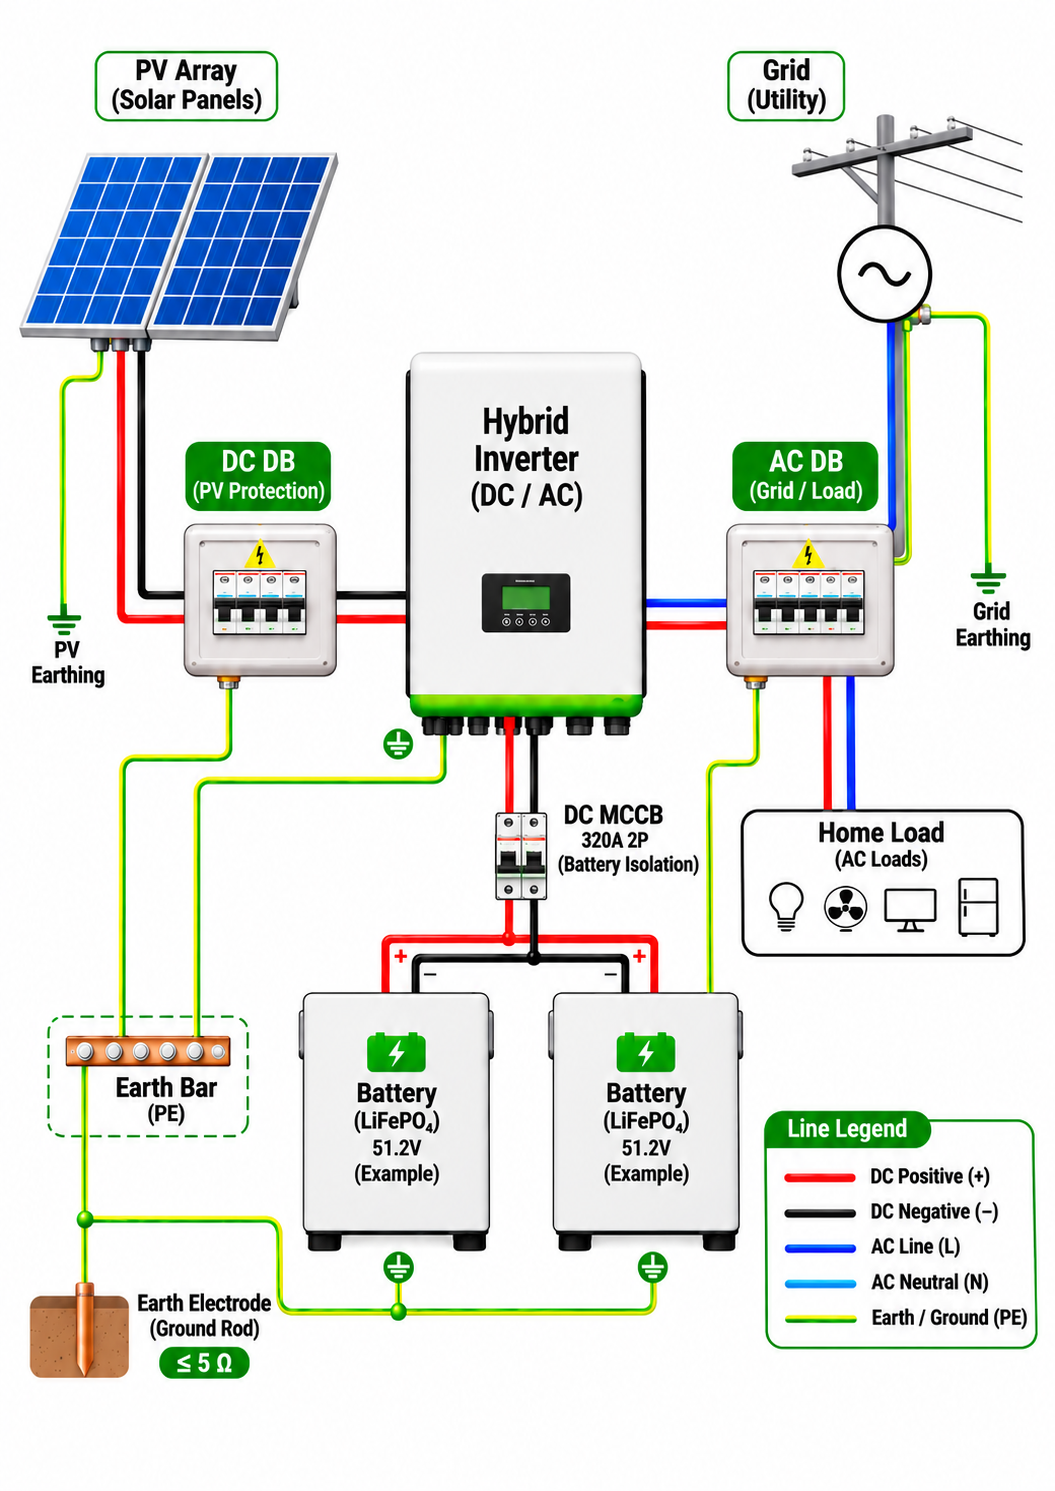 PV Array
(Solar Panels)
Grid
(Utility)
Hybrid
Inverter
(DC / AC)
DC DB
(PV Protection)
AC DB
(Grid / Load)
PV
Earthing
Grid
Earthing
DC MCCB
320A 2P
(Battery Isolation)
Home Load
(AC Loads)
+
−
−
+
Battery
(LiFePO₄)
51.2V
(Example)
Battery
(LiFePO₄)
51.2V
(Example)
Earth Bar
(PE)
Earth Electrode
(Ground Rod)
≤ 5 Ω
Line Legend
DC Positive (+)
DC Negative (−)
AC Line (L)
AC Neutral (N)
Earth / Ground (PE)